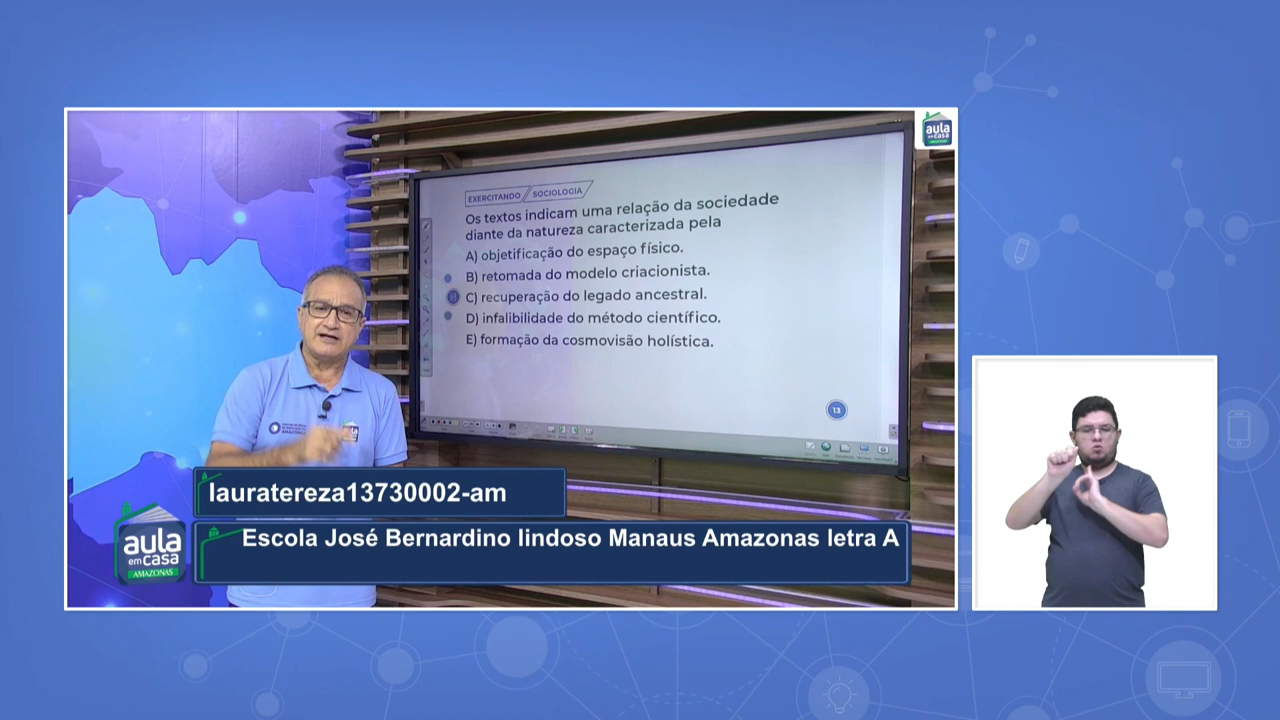 aula
em casa
AMAZONAS
EXERCITANDO // SOCIOLOGIA
Os textos indicam uma relação da sociedade
diante da natureza caracterizada pela
A) objetificação do espaço físico.
B) retomada do modelo criacionista.
C) recuperação do legado ancestral.
D) infalibilidade do método científico.
E) formação da cosmovisão holística.
13
lauratereza13730002-am
Escola José Bernardino lindoso Manaus Amazonas letra A
aula
em casa
AMAZONAS